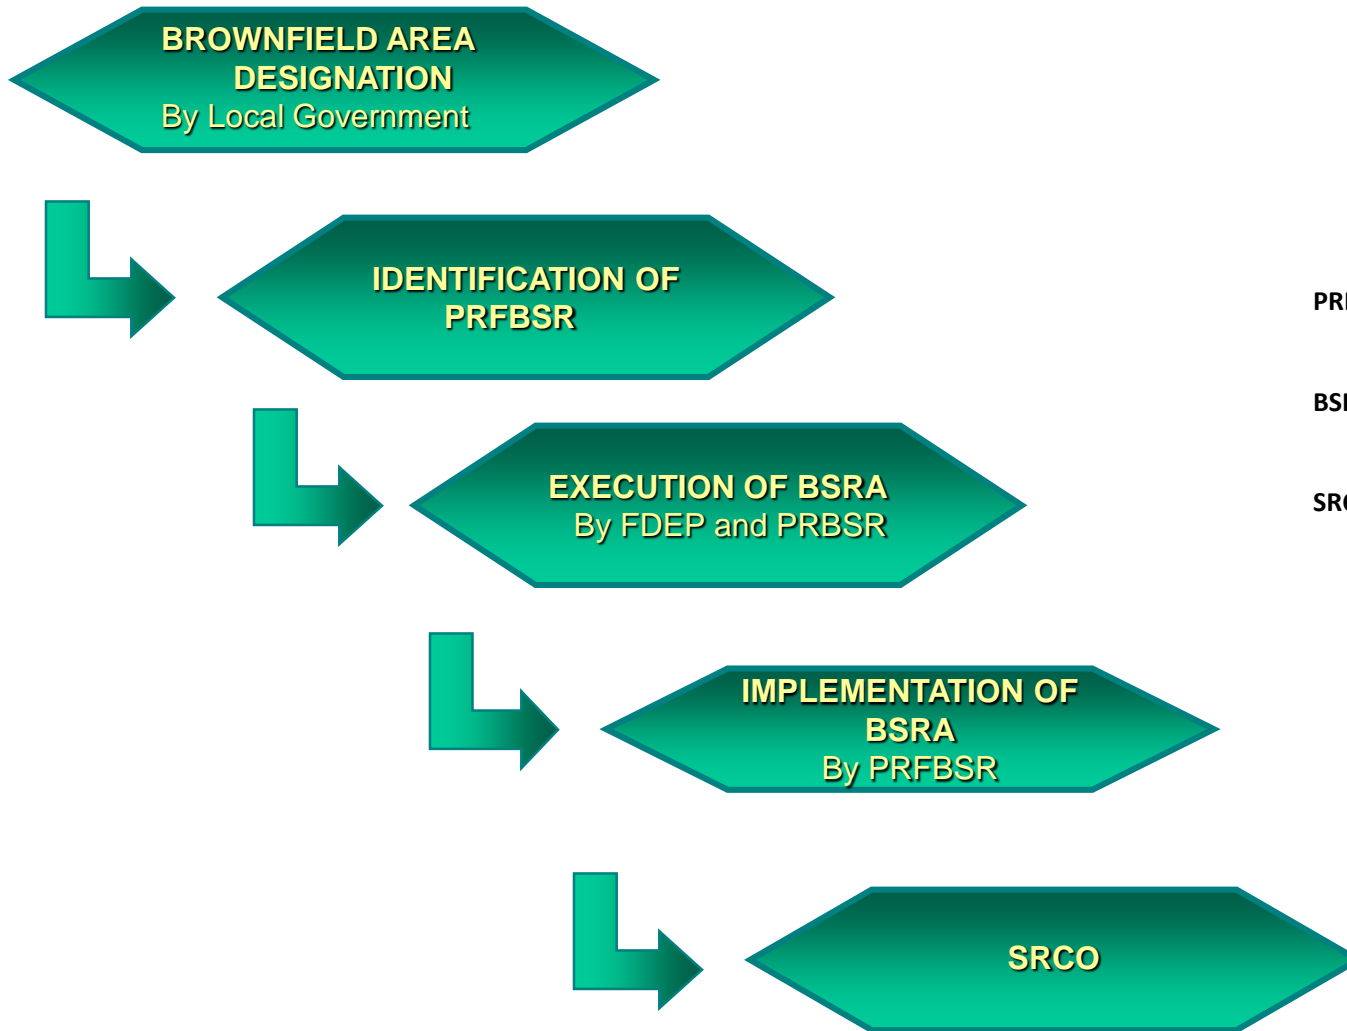 BROWNFIELD AREA
DESIGNATION
By Local Government
IDENTIFICATION OF
PRFBSR
EXECUTION OF BSRA
By FDEP and PRBSR
IMPLEMENTATION OF
BSRA
By PRFBSR
SRCO